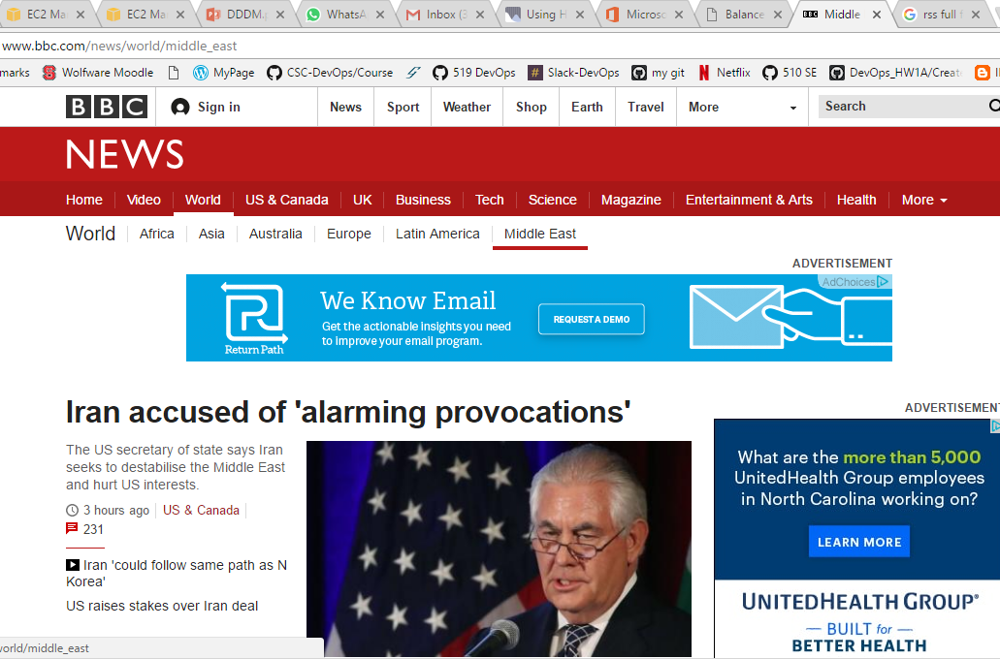 EC2 Ma
EC2 Ma
DDDM.
WhatsA
Inbox (3
Using H
Microso
Balance
BBC Middle
rss full
www.bbc.com/news/world/middle_east
marks
Wolfware Moodle
MyPage
CSC-DevOps/Course
519 DevOps
Slack-DevOps
my git
Netflix
510 SE
DevOps_HW1A/Create
BBC
Sign in
News
Sport
Weather
Shop
Earth
Travel
More
Search
NEWS
Home
Video
World
US & Canada
UK
Business
Tech
Science
Magazine
Entertainment & Arts
Health
More
World
Africa
Asia
Australia
Europe
Latin America
Middle East
ADVERTISEMENT
AdChoices
Return Path
We Know Email
Get the actionable insights you need
to improve your email program.
REQUEST A DEMO
Iran accused of 'alarming provocations'
The US secretary of state says Iran
seeks to destabilise the Middle East
and hurt US interests.
3 hours ago
US & Canada
231
Iran 'could follow same path as N
Korea'
US raises stakes over Iran deal
ADVERTISEMENT
What are the more than 5,000
UnitedHealth Group employees
in North Carolina working on?
LEARN MORE
UNITEDHEALTH GROUP®
BUILT for
BETTER HEALTH
world/middle_east